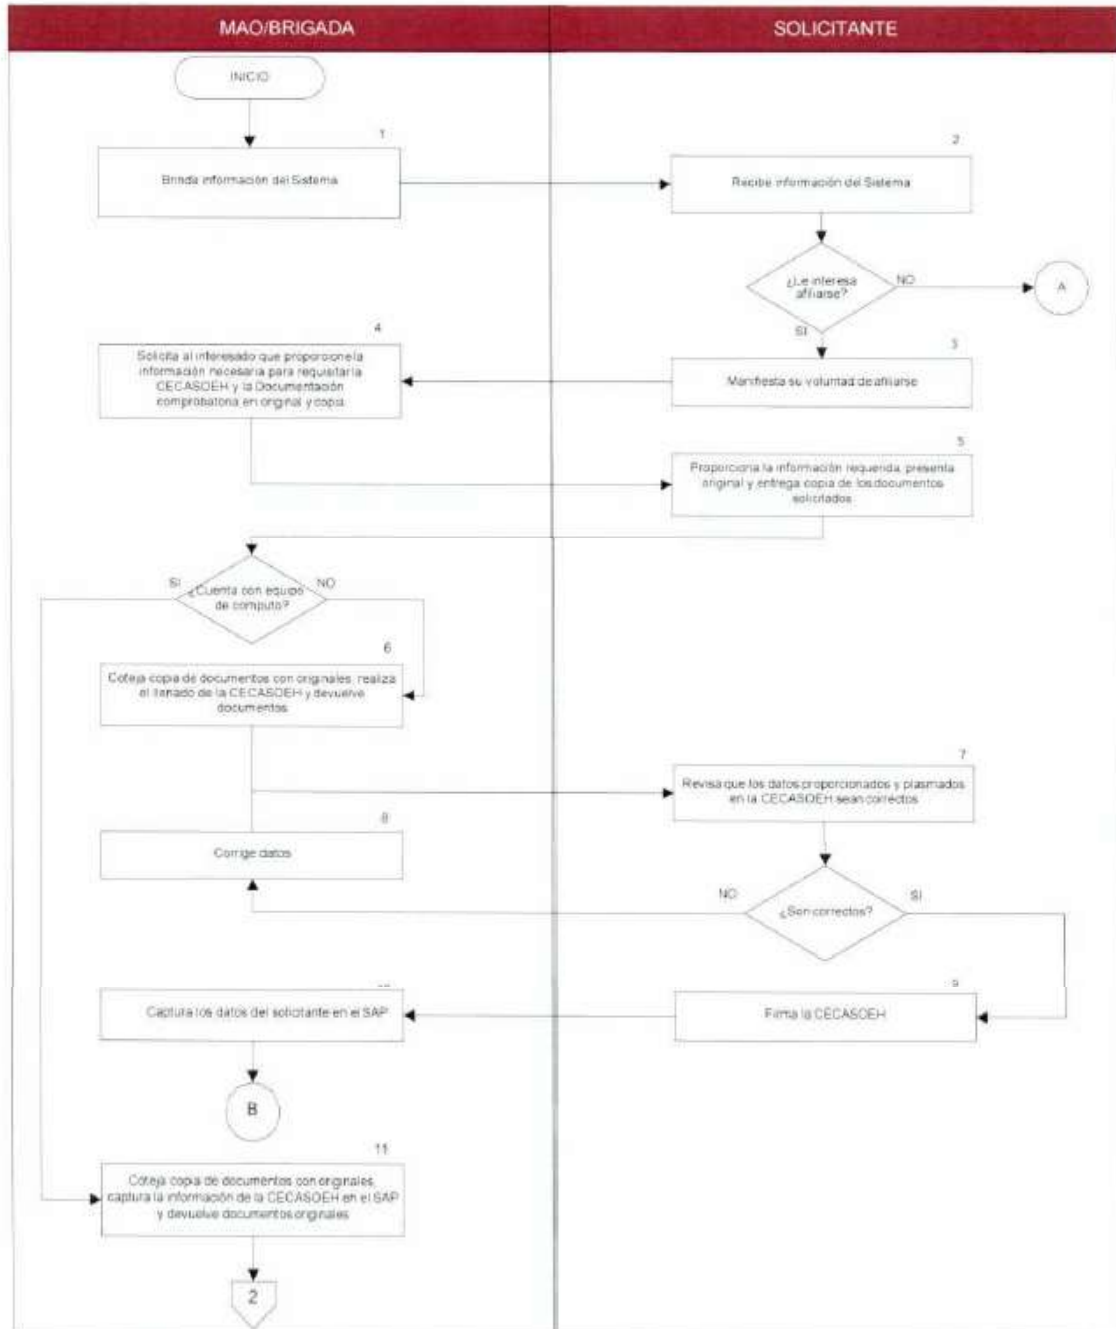 MAO/BRIGADA
SOLICITANTE
INICIO
1
Brinda información del Sistema
2
Recibe información del Sistema
¿Le interesa
afiliarse?
NO
A
SI
3
Manifiesta su voluntad de afiliarse
4
Solicita al interesado que proporcione la
información necesaria para requisitar la
CECASOEH y la Documentación
comprobatoria en original y copia
5
Proporciona la información requerida, presenta
original y entrega copia de los documentos
solicitados
SI
¿Cuenta con equipo
de computo?
NO
6
Coteja copia de documentos con originales, realiza
el llenado de la CECASOEH y devuelve
documentos
7
Revisa que los datos proporcionados y plasmados
en la CECASOEH sean correctos
8
Corrige datos
NO
¿Son correctos?
SI
Captura los datos del solicitante en el SAP
9
Firma la CECASOEH
B
11
Coteja copia de documentos con originales,
captura la información de la CECASOEH en el SAP
y devuelve documentos originales
2